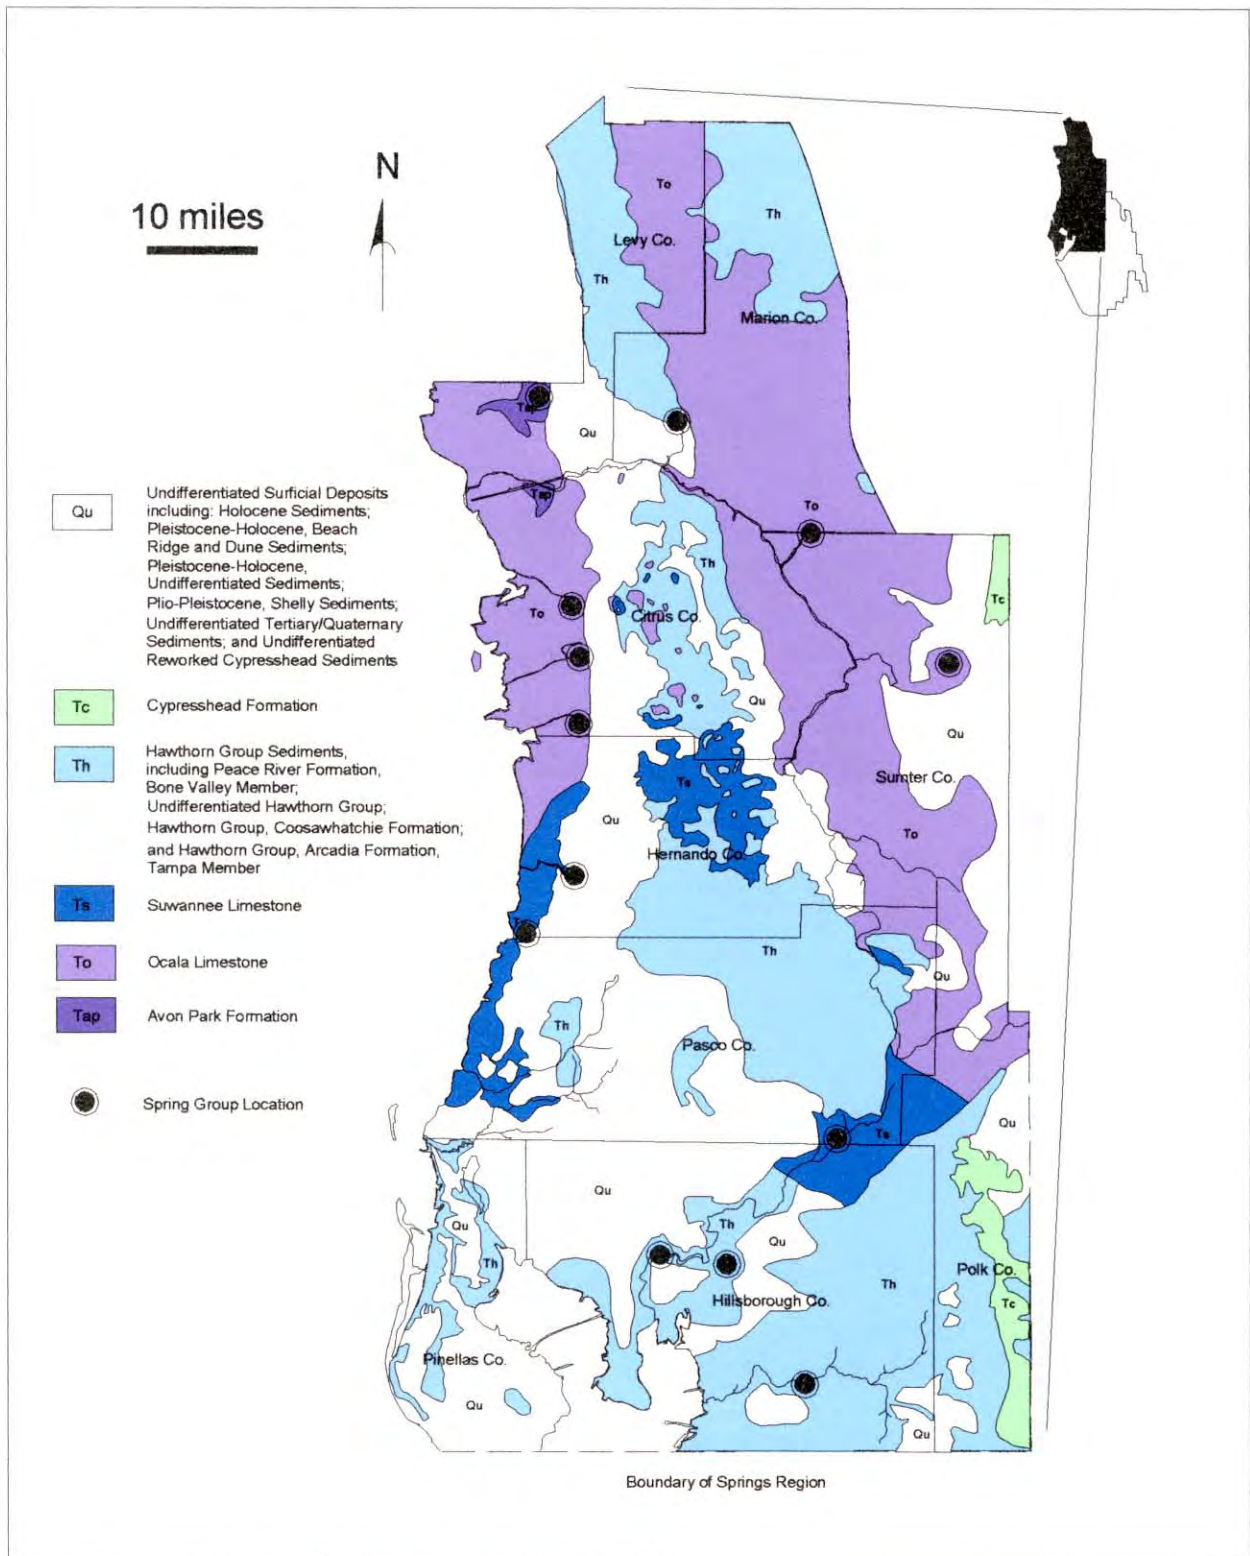 N
10 miles
To
Th
Levy Co.
Th
Marion Co.
Tap
Qu
To
Tap
Th
Tc
To
Citrus Co.
Qu
Qu
Ts
Sumter Co.
Qu
To
Hernando Co.
Th
Qu
Th
Pasco Co.
Qu
Ts
Qu
Th
Qu
Qu
Th
Th
Polk Co.
Tc
Hillsborough Co.
Pinellas Co.
Qu
Qu
Qu
Undifferentiated Surficial Deposits
including: Holocene Sediments;
Pleistocene-Holocene, Beach
Ridge and Dune Sediments;
Pleistocene-Holocene,
Undifferentiated Sediments;
Plio-Pleistocene, Shelly Sediments;
Undifferentiated Tertiary/Quaternary
Sediments; and Undifferentiated
Reworked Cypresshead Sediments
Tc
Cypresshead Formation
Th
Hawthorn Group Sediments,
including Peace River Formation,
Bone Valley Member;
Undifferentiated Hawthorn Group;
Hawthorn Group, Coosawhatchie Formation;
and Hawthorn Group, Arcadia Formation,
Tampa Member
Ts
Suwannee Limestone
To
Ocala Limestone
Tap
Avon Park Formation
Spring Group Location
Boundary of Springs Region